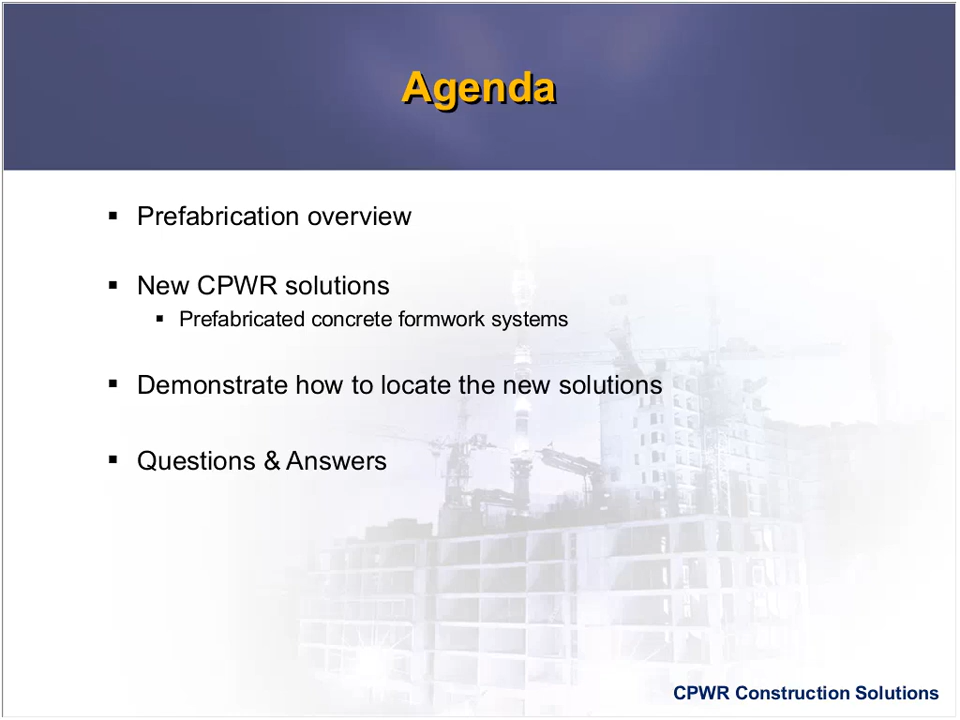 Agenda
▪ Prefabrication overview
▪ New CPWR solutions
▪ Prefabricated concrete formwork systems
▪ Demonstrate how to locate the new solutions
▪ Questions & Answers
CPWR Construction Solutions